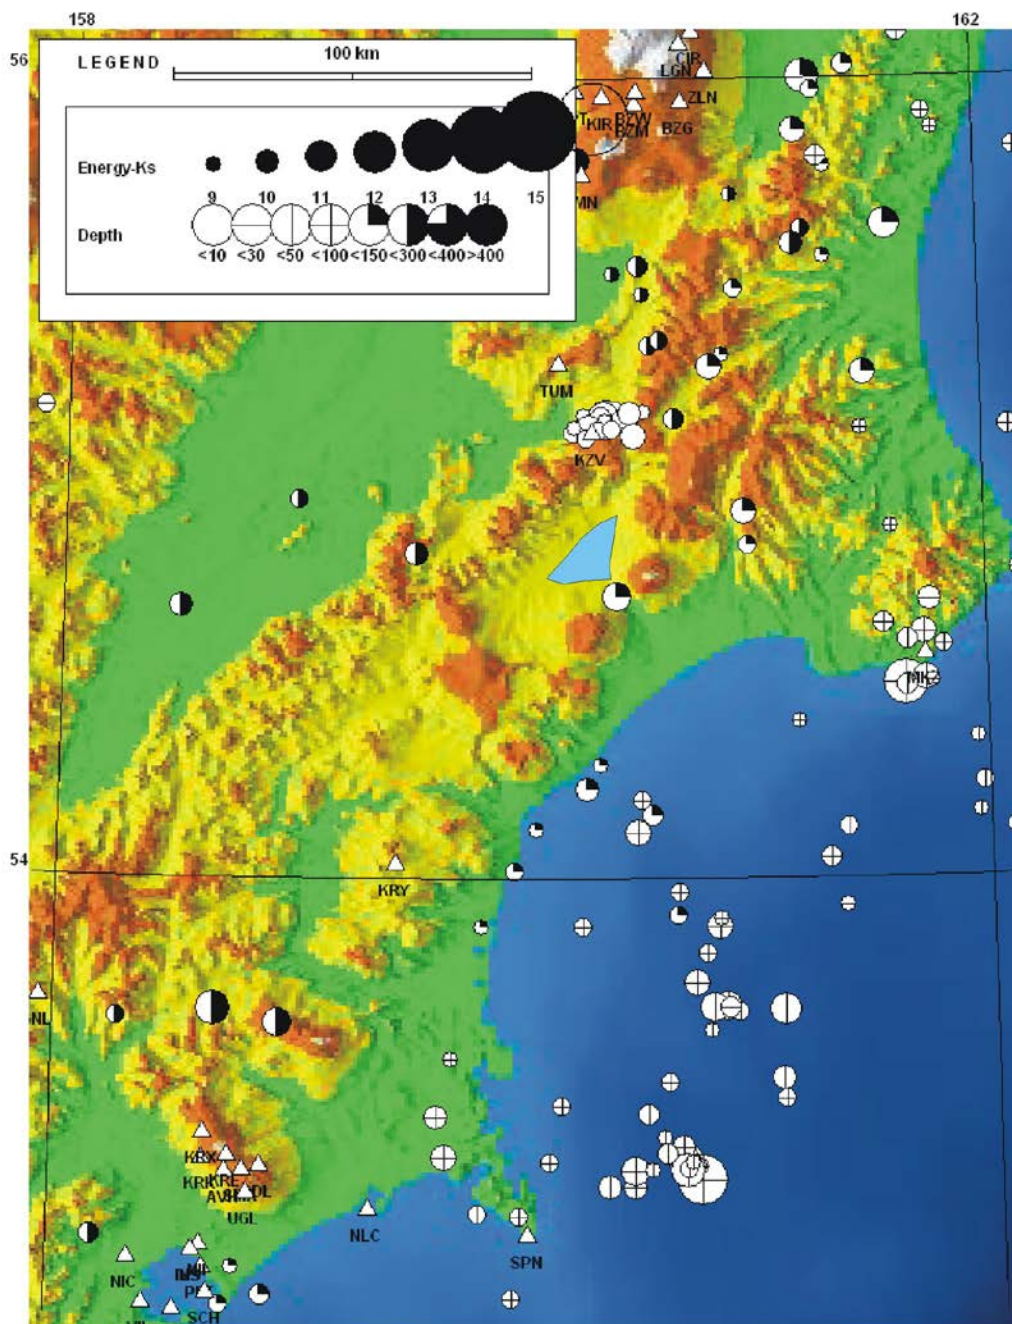 158
162
56
LEGEND
100 km
Energy-Ks
9 10 11 12 13 14 15
Depth
<10 <30 <50 <100 <150 <300 <400 >400
CIR
LGN
ZLN
KIR
BZW
BZM
BZG
MN
TUM
KZV
MKZ
54
KRY
NL
KRX
KRK
KRE
UGL
NLC
SPN
NIC
SCH